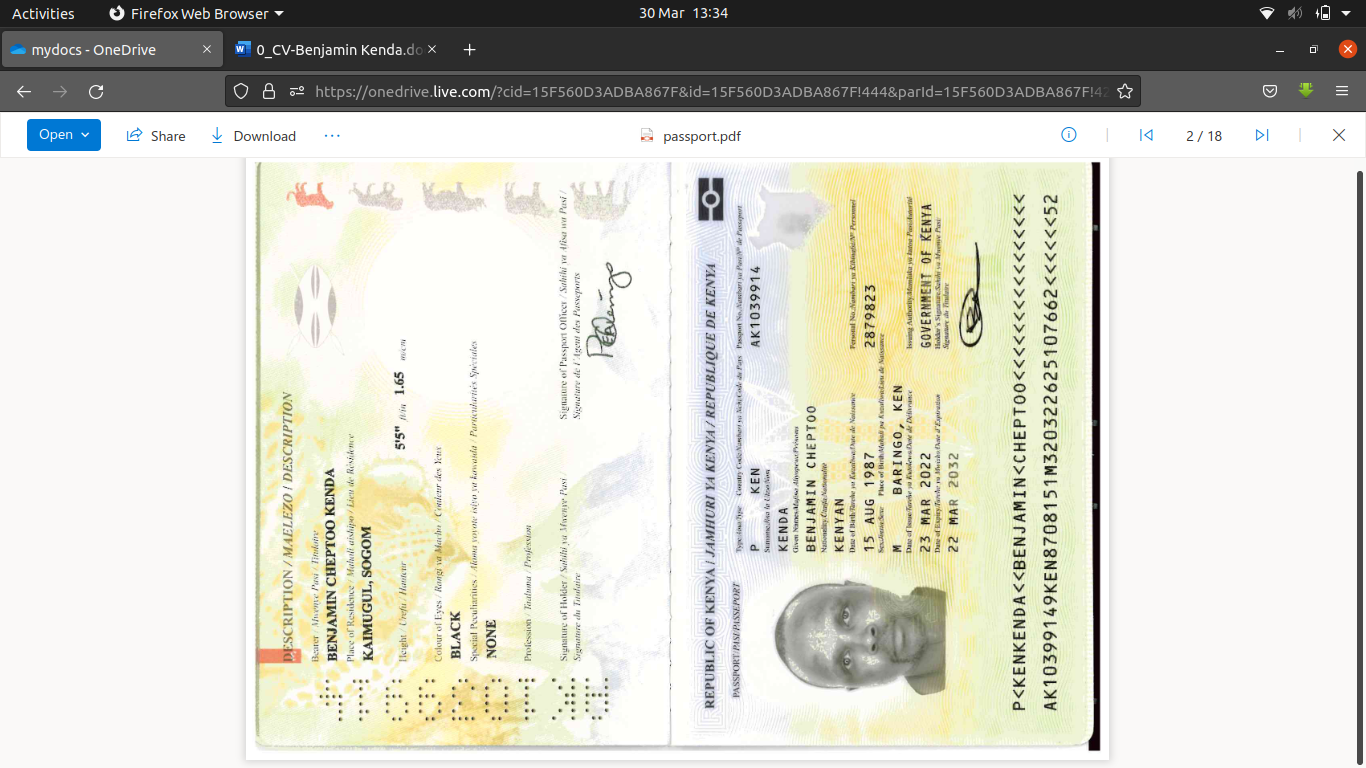 Activities
Firefox Web Browser
30 Mar 13:34
mydocs - OneDrive
0_CV-Benjamin Kenda.do
https://onedrive.live.com/?cid=15F560D3ADBA867F&id=15F560D3ADBA867F!444&parId=15F560D3ADBA867F!42
Open
Share
Download
passport.pdf
2 / 18
DESCRIPTION / MAELEZO / DESCRIPTION
Bearer / Mwenye Pasi / Titulaire
BENJAMIN CHEPTOO KENDA
Place of Residence / Mahali aishipo / Lieu de Résidence
KAIMUGUL, SOGOM
Height / Urefu / Hauteur
5'5" ft/in 1.65 m/cm
Colour of Eyes / Rangi ya Macho / Couleur des Yeux
BLACK
Special Peculiarities / Alama yoyote isiyo ya kawaida / Particularités Spéciales
NONE
Profession / Taaluma / Profession
Signature of Holder / Sahihi ya Mwenye Pasi /
Signature du Titulaire
Signature of Passport Officer / Sahihi ya Afisa wa Pasi /
Signature de l'Agent des Passeports
REPUBLIC OF KENYA / JAMHURI YA KENYA / REPUBLIQUE DE KENYA
PASSPORT/PASI/PASSEPORT
Type/Aina/Type
Country Code/Nambari ya Nchi/Code du Pays
Passport No./Nambari ya Pasi/N° de Passeport
P
KEN
AK1039914
Surname/Jina la Ukoo/Nom
KENDA
Given Names/Majina Aliyopewa/Prénoms
BENJAMIN CHEPTOO
Nationality/Uraia/Nationalité
KENYAN
Date of Birth/Tarehe ya Kuzaliwa/Date de Naissance
Personal No./Nambari ya Kibinafsi/N° Personnel
15 AUG 1987
2879823
Sex/Jinsia/Sexe
Place of Birth/Mahali pa Kuzaliwa/Lieu de Naissance
M
BARINGO, KEN
Date of Issue/Tarehe ya Kutolewa/Date de Délivrance
Issuing Authority/Mamlaka ya kutoa Pasi/Autorité
23 MAR 2022
GOVERNMENT OF KENYA
Date of Expiry/Tarehe ya Mwisho/Date d'Expiration
Holder's Signature/Sahihi ya Mwenye Pasi/
Signature du Titulaire
22 MAR 2032
P<KENKENDA<<BENJAMIN<CHEPTOO<<<<<<<<<<<<<<<<
AK10399149KEN8708151M320322625107662<<<<<<52